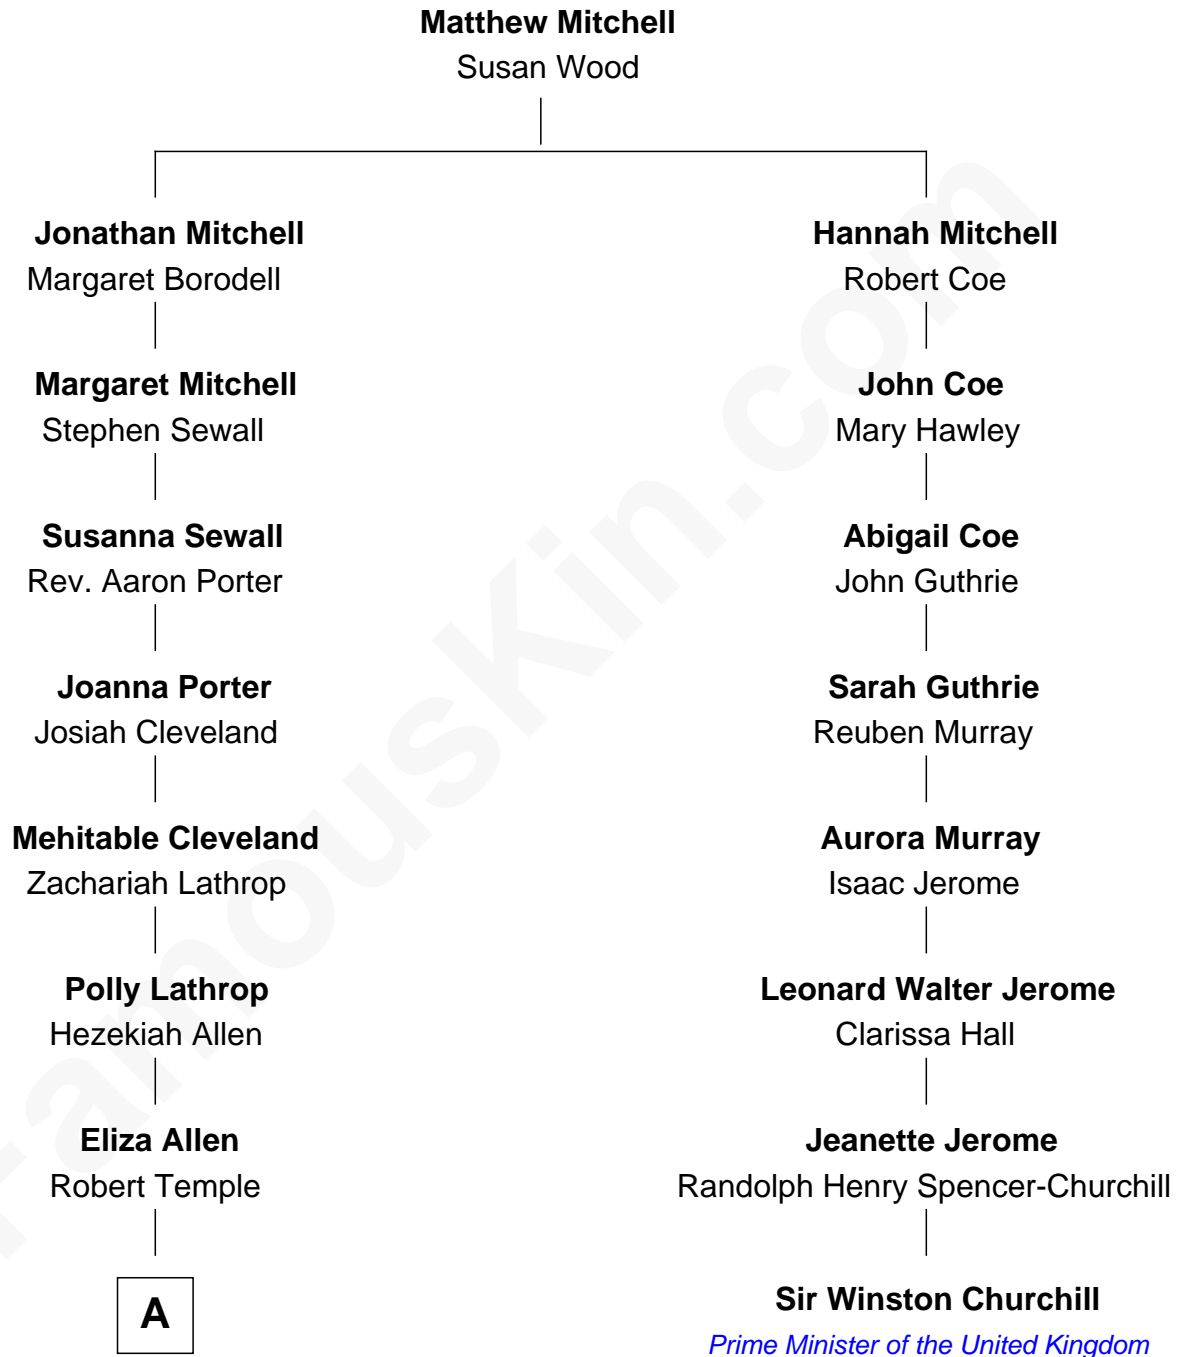 Matthew Mitchell
Susan Wood
Jonathan Mitchell
Margaret Borodell
Margaret Mitchell
Stephen Sewall
Susanna Sewall
Rev. Aaron Porter
Joanna Porter
Josiah Cleveland
Mehitable Cleveland
Zachariah Lathrop
Polly Lathrop
Hezekiah Allen
Eliza Allen
Robert Temple
A
Hannah Mitchell
Robert Coe
John Coe
Mary Hawley
Abigail Coe
John Guthrie
Sarah Guthrie
Reuben Murray
Aurora Murray
Isaac Jerome
Leonard Walter Jerome
Clarissa Hall
Jeanette Jerome
Randolph Henry Spencer-Churchill
Sir Winston Churchill
Prime Minister of the United Kingdom
FamousKin.com